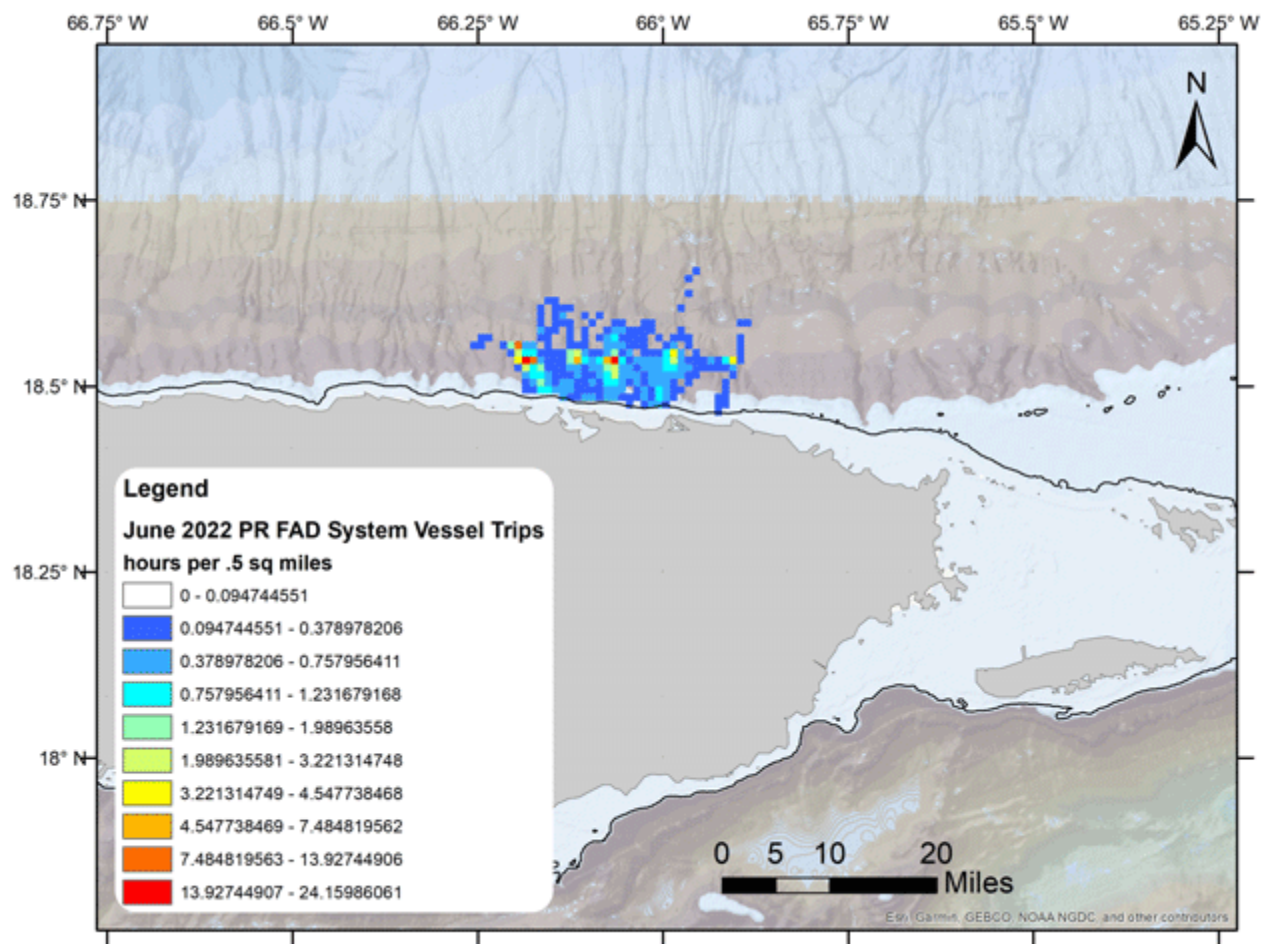 66.75° W 66.5° W 66.25° W 66° W 65.75° W 65.5° W 65.25° W
N
18.75° N
18.5° N
18.25° N
18° N
Legend
June 2022 PR FAD System Vessel Trips
hours per .5 sq miles
0 - 0.094744551
0.094744551 - 0.378978206
0.378978206 - 0.757956411
0.757956411 - 1.231679168
1.231679169 - 1.98963558
1.989635581 - 3.221314748
3.221314749 - 4.547738468
4.547738469 - 7.484819562
7.484819563 - 13.92744906
13.92744907 - 24.15986061
0 5 10 20
Miles
Esri, Garmin, GEBCO, NOAA NGDC, and other contributors